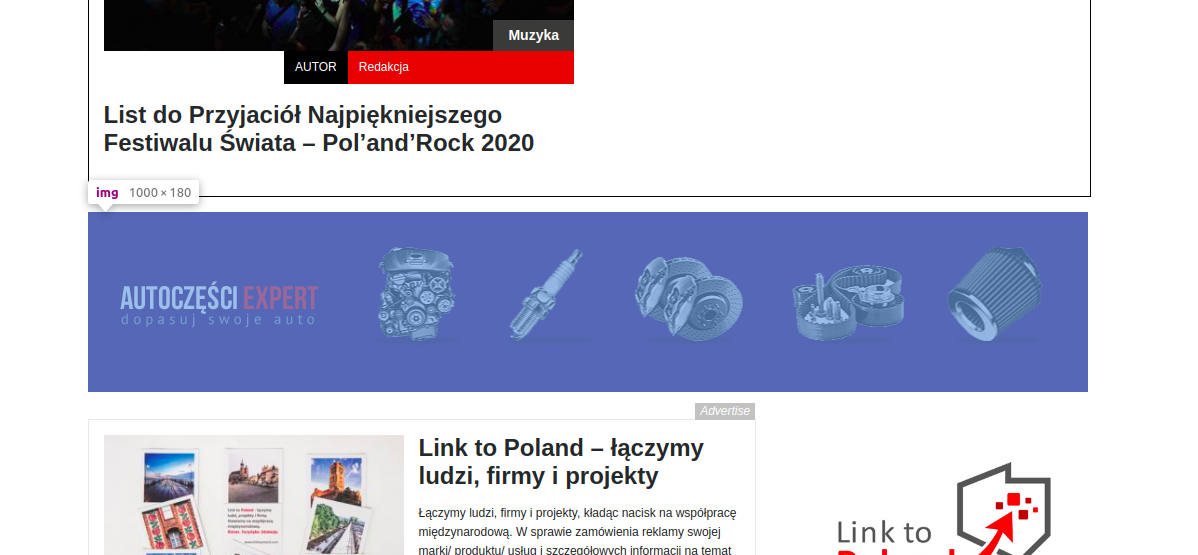 Muzyka
AUTOR Redakcja
List do Przyjaciół Najpiękniejszego
Festiwalu Świata – Pol’and’Rock 2020
img 1000 × 180
AUTOCZĘŚCI EXPERT
dopasuj swoje auto
Advertise
Link to Poland – łączymy
ludzi, firmy i projekty
Łączymy ludzi, firmy i projekty, kładąc nacisk na współpracę
międzynarodową. W sprawie zamówienia reklamy swojej
marki/ produktu/ usług i szczegółowych informacji na temat
Link to